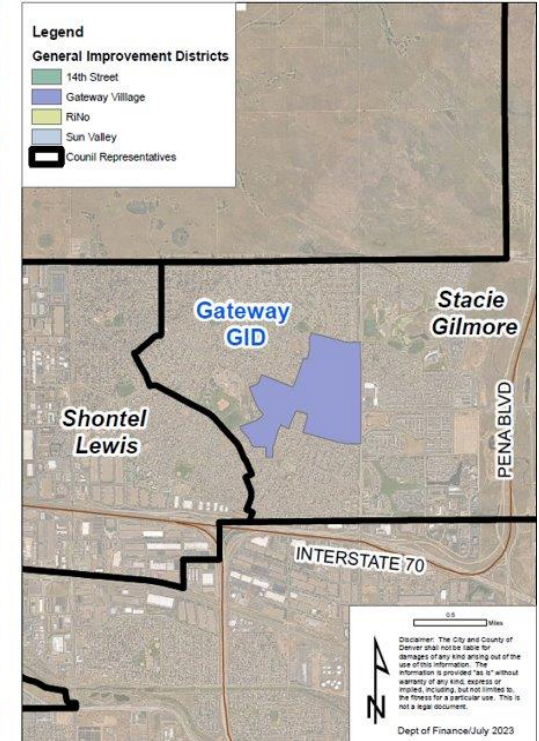 Legend
General Improvement Districts
14th Street
Gateway Villlage
RiNo
Sun Valley
Counil Representatives
Gateway
GID
Stacie
Gilmore
Shontel
Lewis
PENA BLVD
INTERSTATE 70
0.5
Miles
Disclaimer: The City and County of
Denver shall not be liable for
damages of any kind arising out of the
use of this information. The
information is provided "as is" without
warranty of any kind, express or
implied, including, but not limited to,
the fitness for a particular use. This is
not a legal document.
N
Dept of Finance/July 2023